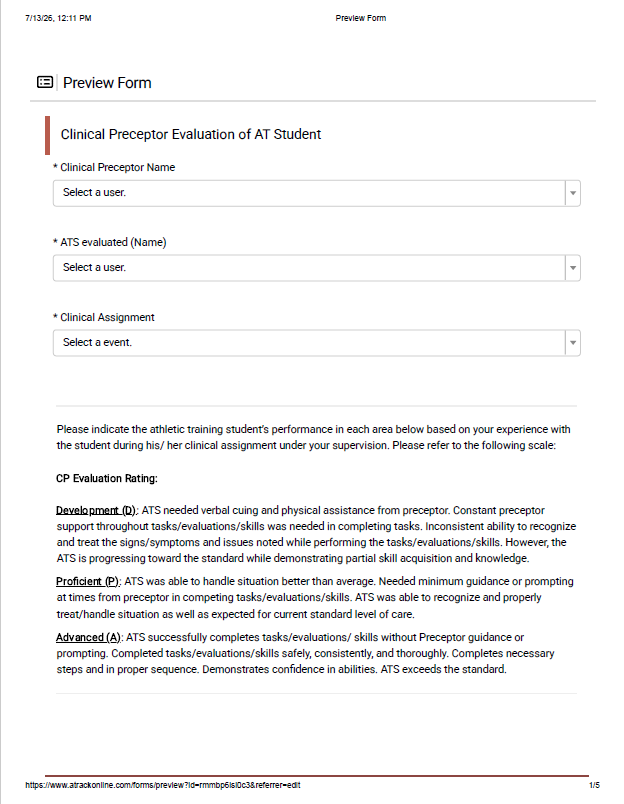 7/13/26, 12:11 PM Preview Form
Preview Form
Clinical Preceptor Evaluation of AT Student
* Clinical Preceptor Name
Select a user.
* ATS evaluated (Name)
Select a user.
* Clinical Assignment
Select a event.
Please indicate the athletic training student's performance in each area below based on your experience with
the student during his/ her clinical assignment under your supervision. Please refer to the following scale:
CP Evaluation Rating:
Development (D): ATS needed verbal cuing and physical assistance from preceptor. Constant preceptor
support throughout tasks/evaluations/skills was needed in completing tasks. Inconsistent ability to recognize
and treat the signs/symptoms and issues noted while performing the tasks/evaluations/skills. However, the
ATS is progressing toward the standard while demonstrating partial skill acquisition and knowledge.
Proficient (P): ATS was able to handle situation better than average. Needed minimum guidance or prompting
at times from preceptor in competing tasks/evaluations/skills. ATS was able to recognize and properly
treat/handle situation as well as expected for current standard level of care.
Advanced (A): ATS successfully completes tasks/evaluations/ skills without Preceptor guidance or
prompting. Completed tasks/evaluations/skills safely, consistently, and thoroughly. Completes necessary
steps and in proper sequence. Demonstrates confidence in abilities. ATS exceeds the standard.
https://www.atrackonline.com/forms/preview?id=rmmbp6isl0c3&referrer=edit 1/5